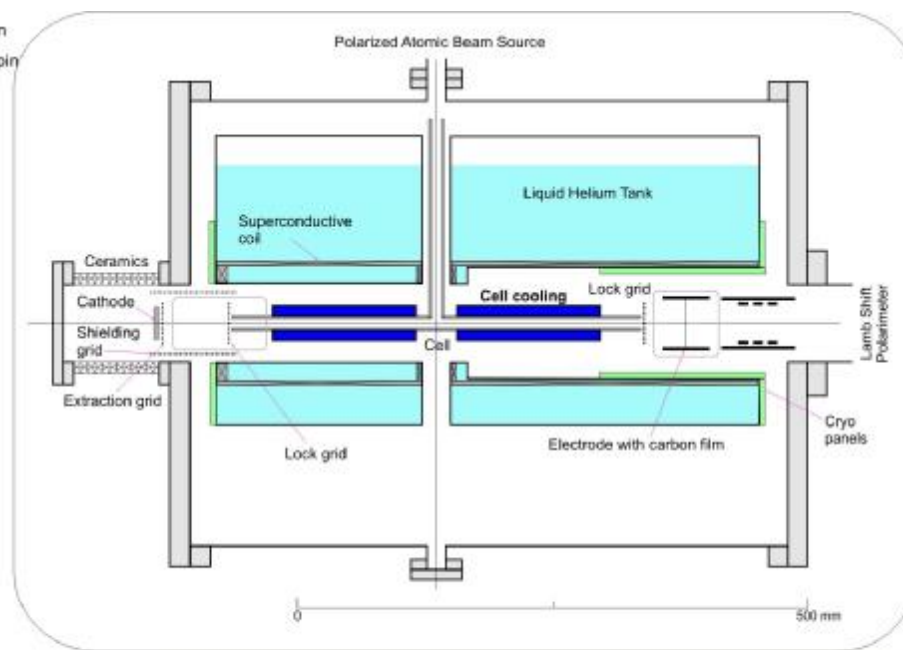 Polarized Atomic Beam Source
Liquid Helium Tank
Superconductive
coil
Ceramics
Cell cooling
Lock grid
Cathode
Shielding
grid
Cell
Lamb Shift
Polarimeter
Extraction grid
Lock grid
Electrode with carbon film
Cryo
panels
0
500 mm